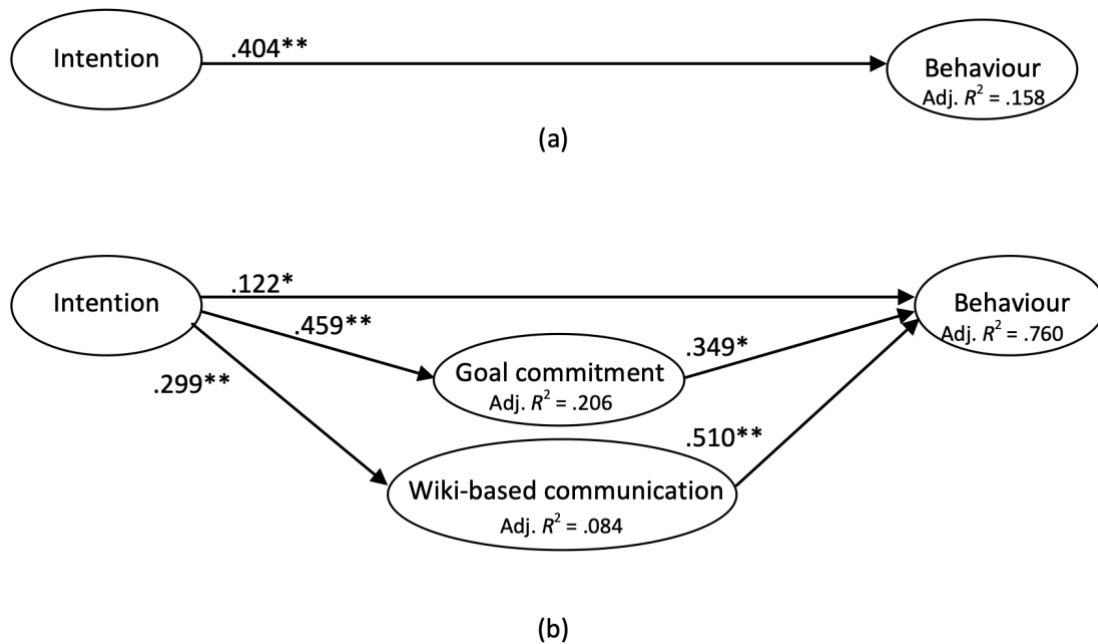 Intention
.404**
Behaviour
Adj. R² = .158
(a)
Intention
.122*
Behaviour
Adj. R² = .760
.459**
.349*
.299**
Goal commitment
Adj. R² = .206
.510**
Wiki-based communication
Adj. R² = .084
(b)